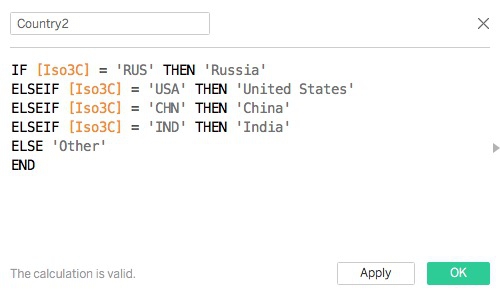 Country2
IF [Iso3C] = 'RUS' THEN 'Russia'
ELSEIF [Iso3C] = 'USA' THEN 'United States'
ELSEIF [Iso3C] = 'CHN' THEN 'China'
ELSEIF [Iso3C] = 'IND' THEN 'India'
ELSE 'Other'
END
The calculation is valid.
Apply
OK